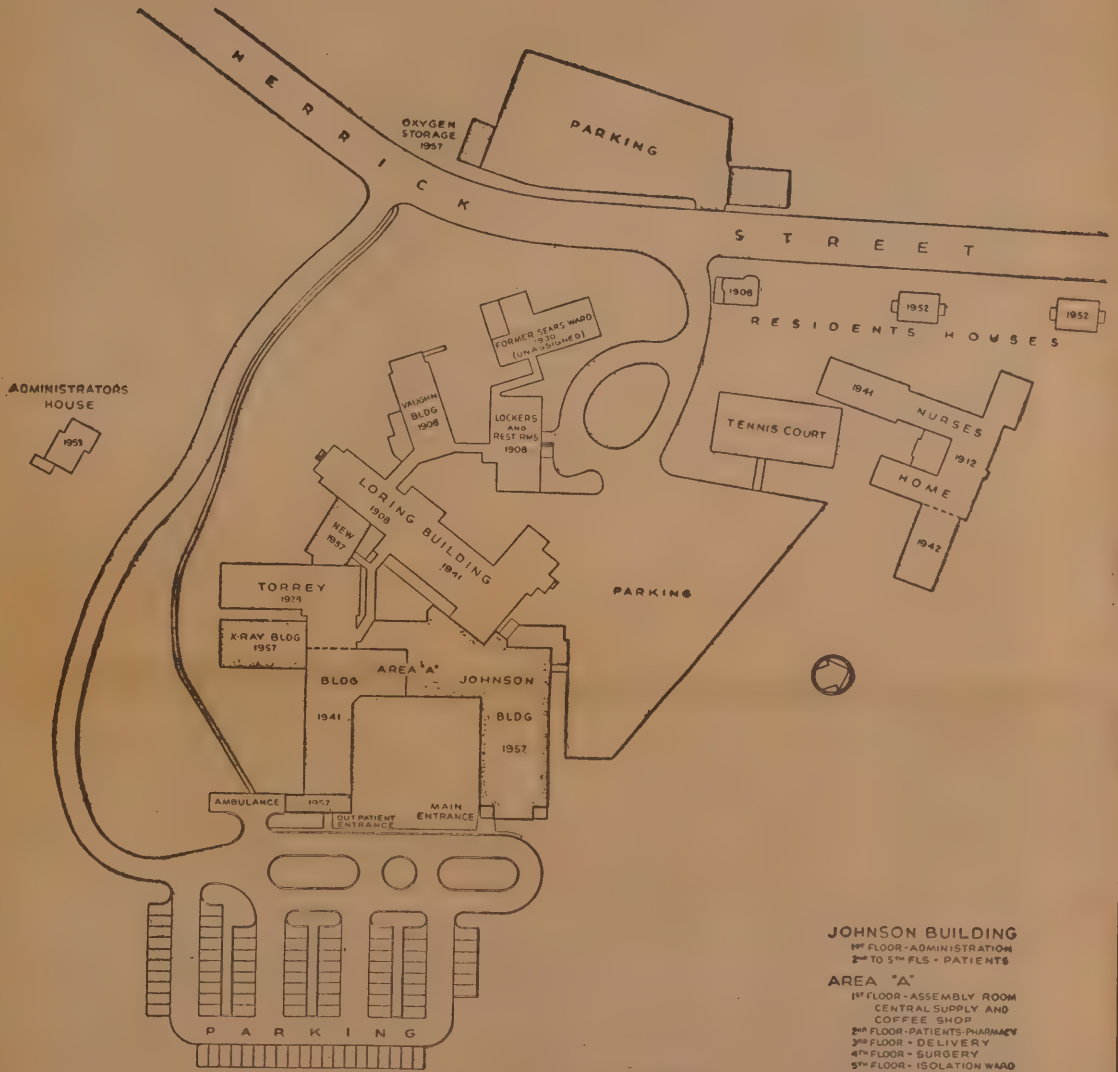 HERRICK
STREET
OXYGEN
STORAGE
1957
PARKING
1908
1952
1952
RESIDENTS HOUSES
FORMER SEARS WARD
1930
(UNASSIGNED)
VAUGHN
BLDG
1908
LOCKERS
AND
REST RMS
1908
TENNIS COURT
1941
NURSES
1912
HOME
1942
ADMINISTRATORS
HOUSE
1953
LORING BUILDING
1908
1941
NEW
1957
TORREY
X-RAY BLDG
1957
BLDG
1941
AREA "A"
JOHNSON
BLDG
1957
PARKING
AMBULANCE
1957
OUT PATIENT
ENTRANCE
MAIN
ENTRANCE
PARKING
JOHNSON BUILDING
1ST FLOOR - ADMINISTRATION
2ND TO 5TH FLS - PATIENTS
AREA "A"
1ST FLOOR - ASSEMBLY ROOM
CENTRAL SUPPLY AND
COFFEE SHOP
2ND FLOOR - PATIENTS - PHARMACY
3RD FLOOR - DELIVERY
4TH FLOOR - SURGERY
5TH FLOOR - ISOLATION WARD